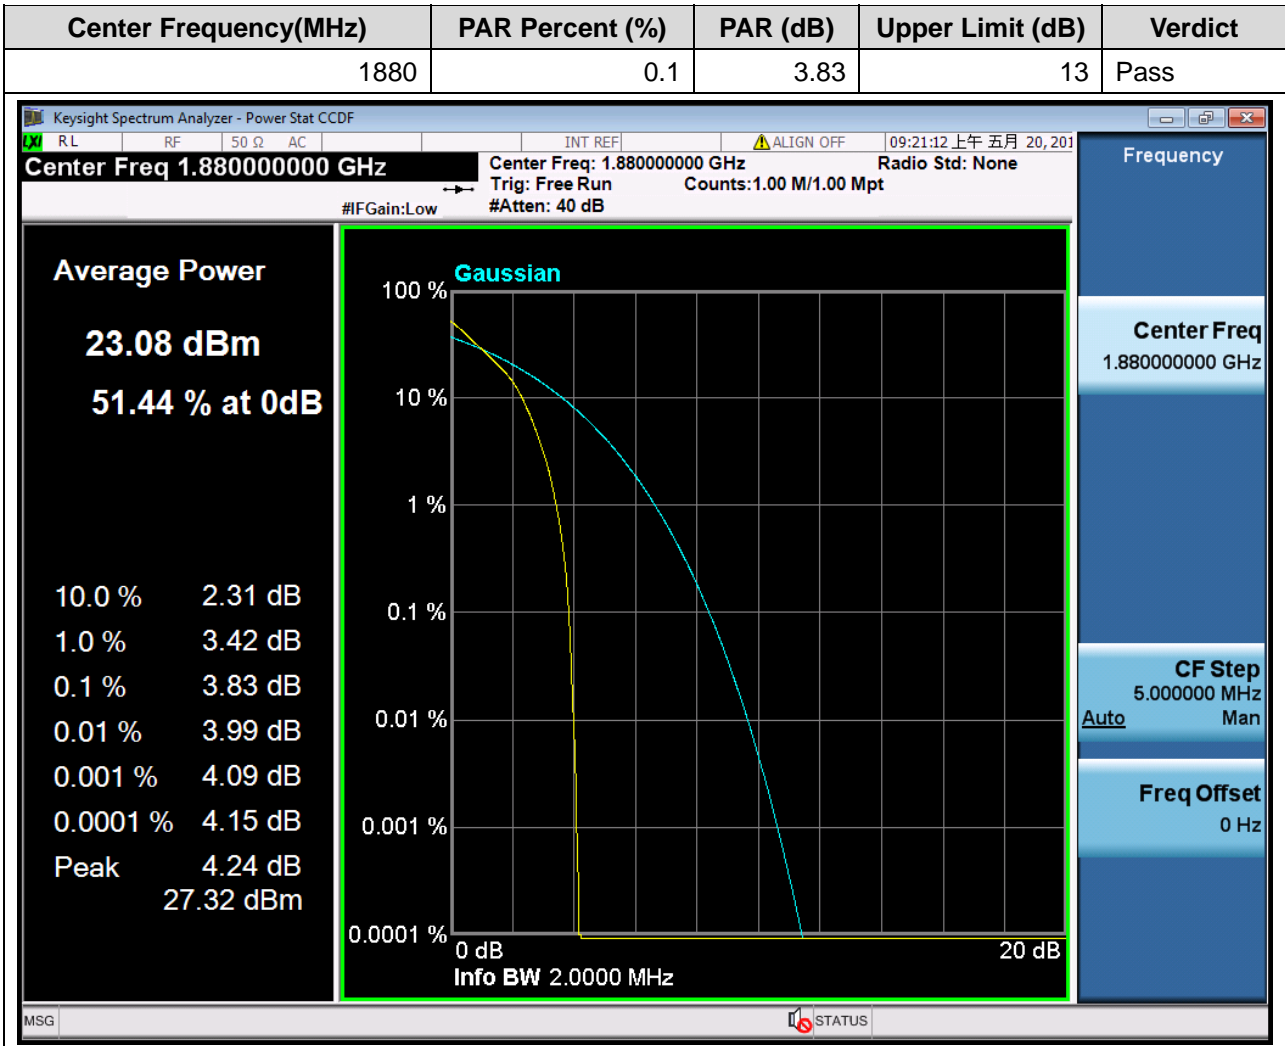 Center Frequency(MHz) PAR Percent (%) PAR (dB) Upper Limit (dB) Verdict
1880 0.1 3.83 13 Pass
Keysight Spectrum Analyzer - Power Stat CCDF
LXI RL RF 50 Ω AC INT REF ALIGN OFF 09:21:12 上午 五月 20, 201
Center Freq 1.880000000 GHz
#IFGain:Low
Center Freq: 1.880000000 GHz Radio Std: None
Trig: Free Run Counts:1.00 M/1.00 Mpt
#Atten: 40 dB
Average Power
23.08 dBm
51.44 % at 0dB
10.0 % 2.31 dB
1.0 % 3.42 dB
0.1 % 3.83 dB
0.01 % 3.99 dB
0.001 % 4.09 dB
0.0001 % 4.15 dB
Peak 4.24 dB
27.32 dBm
Gaussian
100 %
10 %
1 %
0.1 %
0.01 %
0.001 %
0.0001 %
0 dB 20 dB
Info BW 2.0000 MHz
Frequency
Center Freq
1.880000000 GHz
CF Step
5.000000 MHz
Auto Man
Freq Offset
0 Hz
MSG STATUS